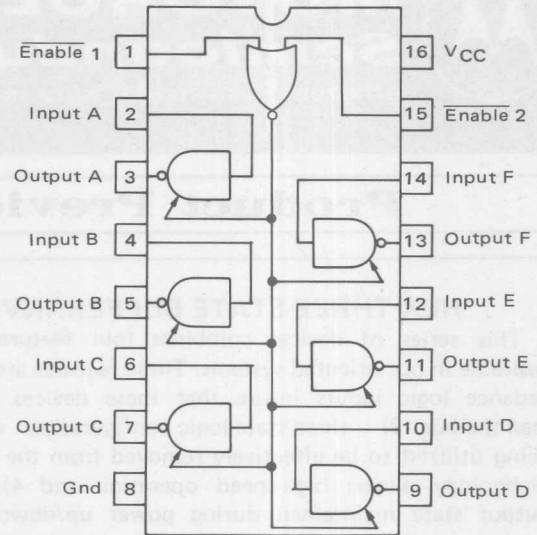 Enable 1 1 16 VCC
Input A 2 15 Enable 2
Output A 3 14 Input F
Input B 4 13 Output F
Output B 5 12 Input E
Input C 6 11 Output E
Output C 7 10 Input D
Gnd 8 9 Output D